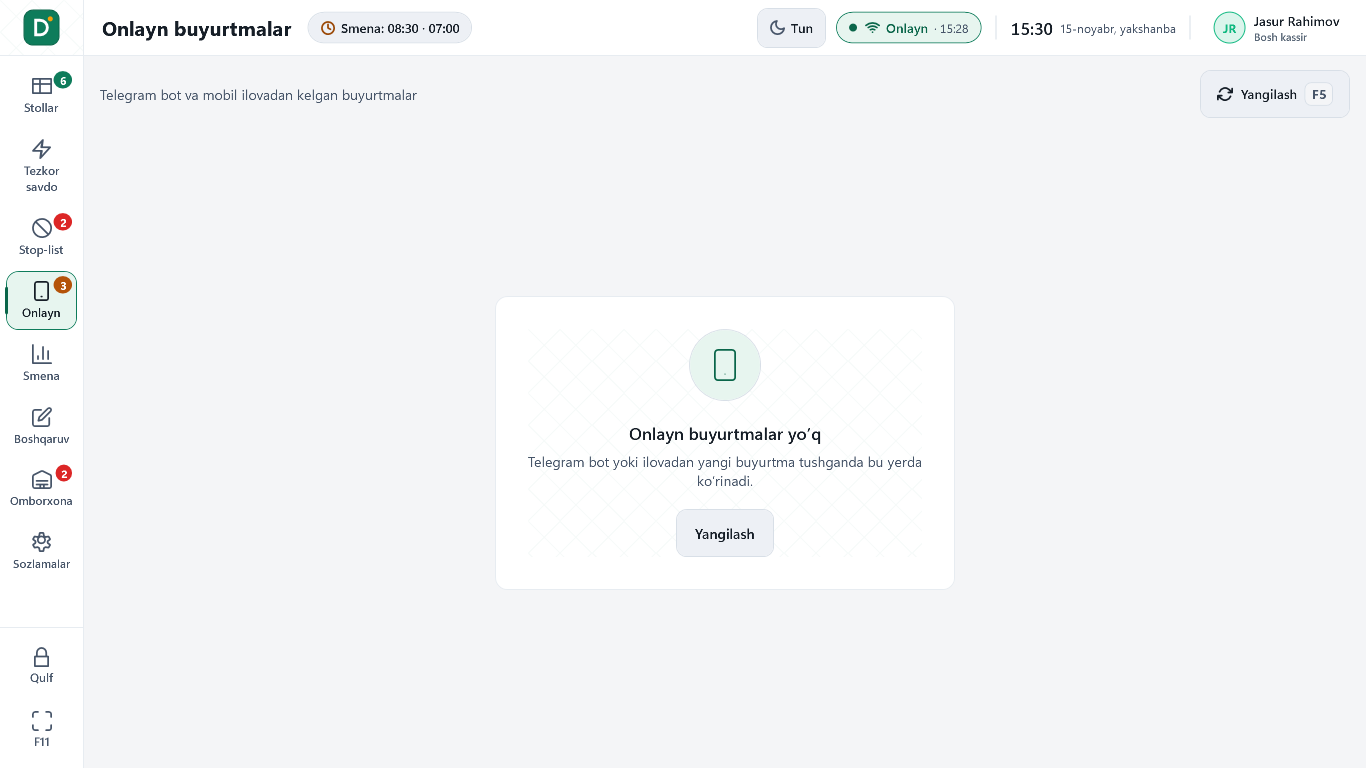 D
Onlayn buyurtmalar
Smena: 08:30 · 07:00
Tun
Onlayn · 15:28
15:30 15-noyabr, yakshanba
JR
Jasur Rahimov
Bosh kassir
6
Stollar
Tezkor
savdo
2
Stop-list
3
Onlayn
Smena
Boshqaruv
2
Omborxona
Sozlamalar
Qulf
F11
Telegram bot va mobil ilovadan kelgan buyurtmalar
Yangilash F5
Onlayn buyurtmalar yoʻq
Telegram bot yoki ilovadan yangi buyurtma tushganda bu yerda
koʻrinadi.
Yangilash